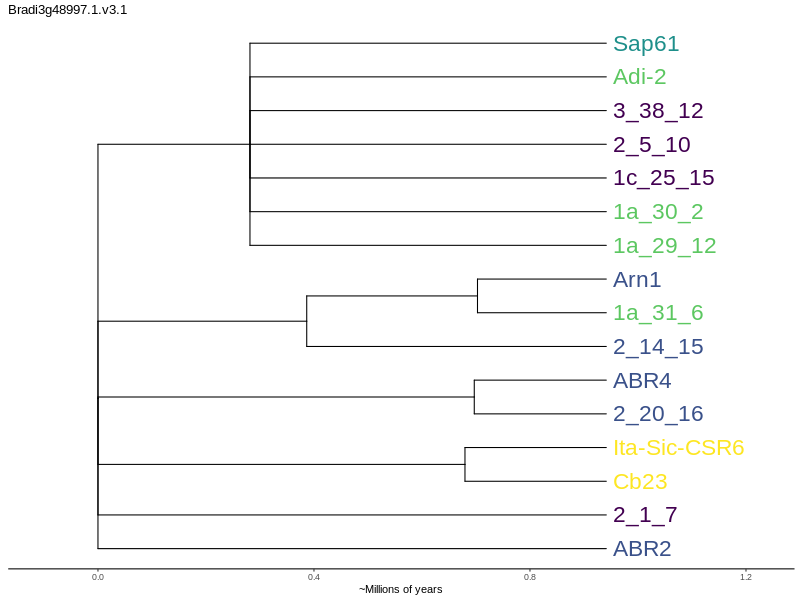 Bradi3g48997.1.v3.1
Sap61
Adi-2
3_38_12
2_5_10
1c_25_15
1a_30_2
1a_29_12
Arn1
1a_31_6
2_14_15
ABR4
2_20_16
Ita-Sic-CSR6
Cb23
2_1_7
ABR2
0.0 0.4 0.8 1.2
~Millions of years